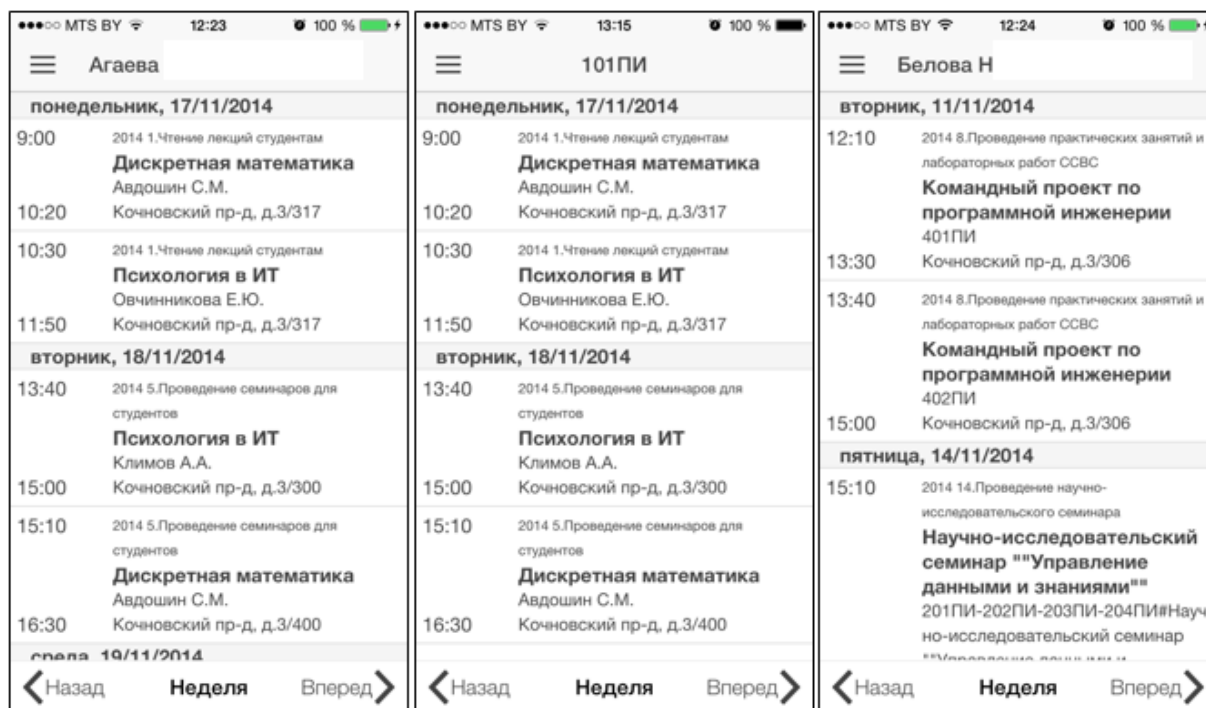 MTS BY 12:23 100 %
Агаева
понедельник, 17/11/2014
9:00 2014 1.Чтение лекций студентам
Дискретная математика
Авдошин С.М.
10:20 Кочновский пр-д, д.3/317
10:30 2014 1.Чтение лекций студентам
Психология в ИТ
Овчинникова Е.Ю.
11:50 Кочновский пр-д, д.3/317
вторник, 18/11/2014
13:40 2014 5.Проведение семинаров для
студентов
Психология в ИТ
Климов А.А.
15:00 Кочновский пр-д, д.3/300
15:10 2014 5.Проведение семинаров для
студентов
Дискретная математика
Авдошин С.М.
16:30 Кочновский пр-д, д.3/400
среда, 19/11/2014
Назад Неделя Вперед
MTS BY 13:15 100 %
101ПИ
понедельник, 17/11/2014
9:00 2014 1.Чтение лекций студентам
Дискретная математика
Авдошин С.М.
10:20 Кочновский пр-д, д.3/317
10:30 2014 1.Чтение лекций студентам
Психология в ИТ
Овчинникова Е.Ю.
11:50 Кочновский пр-д, д.3/317
вторник, 18/11/2014
13:40 2014 5.Проведение семинаров для
студентов
Психология в ИТ
Климов А.А.
15:00 Кочновский пр-д, д.3/300
15:10 2014 5.Проведение семинаров для
студентов
Дискретная математика
Авдошин С.М.
16:30 Кочновский пр-д, д.3/400
Назад Неделя Вперед
MTS BY 12:24 100 %
Белова Н
вторник, 11/11/2014
12:10 2014 8.Проведение практических занятий и
лабораторных работ ССВС
Командный проект по
программной инженерии
401ПИ
13:30 Кочновский пр-д, д.3/306
13:40 2014 8.Проведение практических занятий и
лабораторных работ ССВС
Командный проект по
программной инженерии
402ПИ
15:00 Кочновский пр-д, д.3/306
пятница, 14/11/2014
15:10 2014 14.Проведение научно-
исследовательского семинара
Научно-исследовательский
семинар ""Управление
данными и знаниями""
201ПИ-202ПИ-203ПИ-204ПИ#Науч
но-исследовательский семинар
""Управление данными и
Назад Неделя Вперед